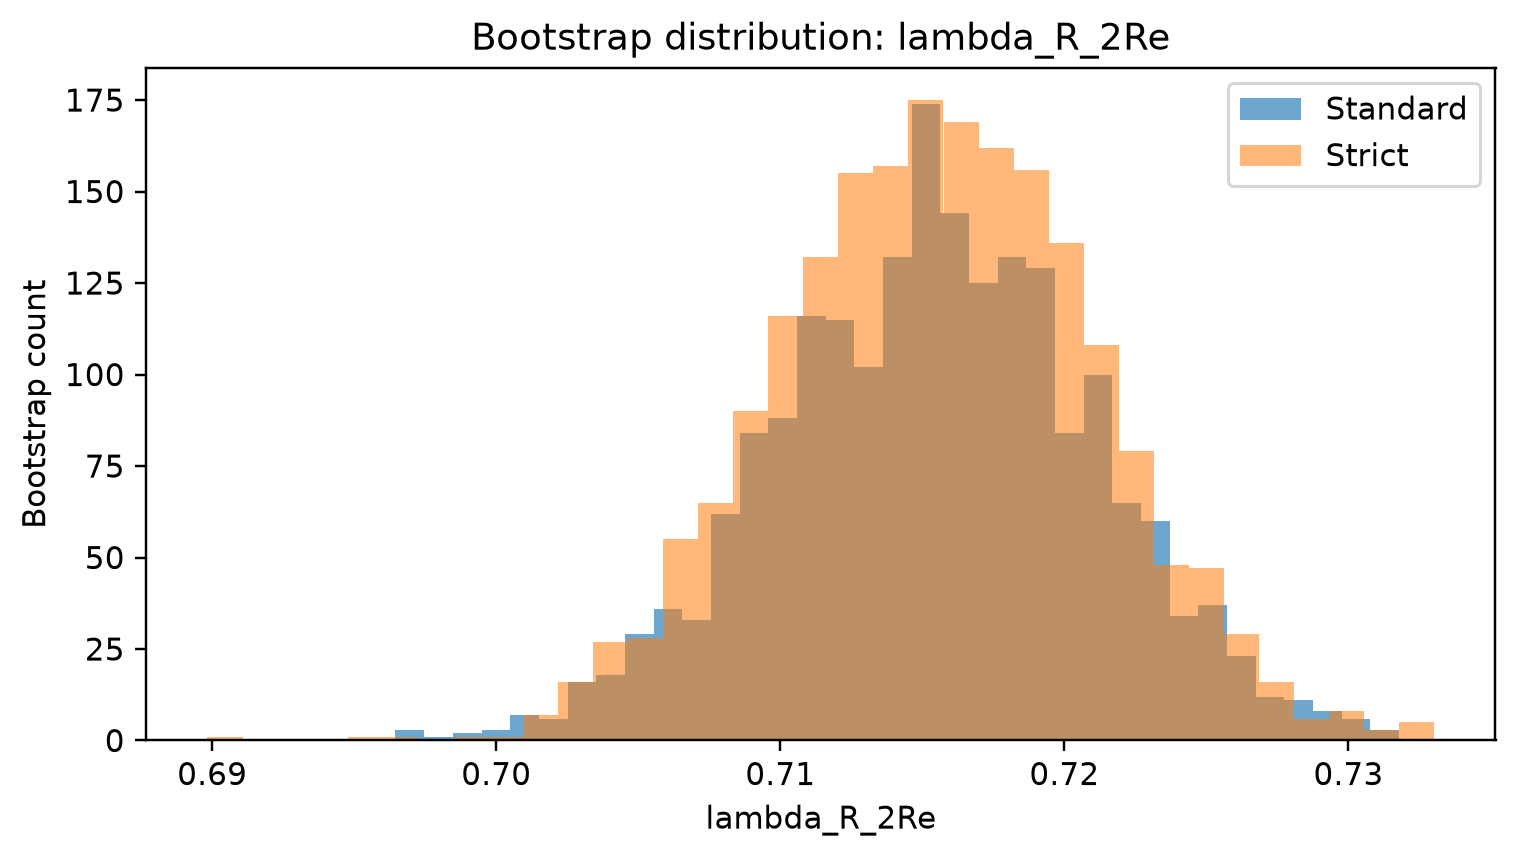 Bootstrap distribution: lambda_R_2Re
Standard
Strict
Bootstrap count
175
150
125
100
75
50
25
0
0.69 0.70 0.71 0.72 0.73
lambda_R_2Re